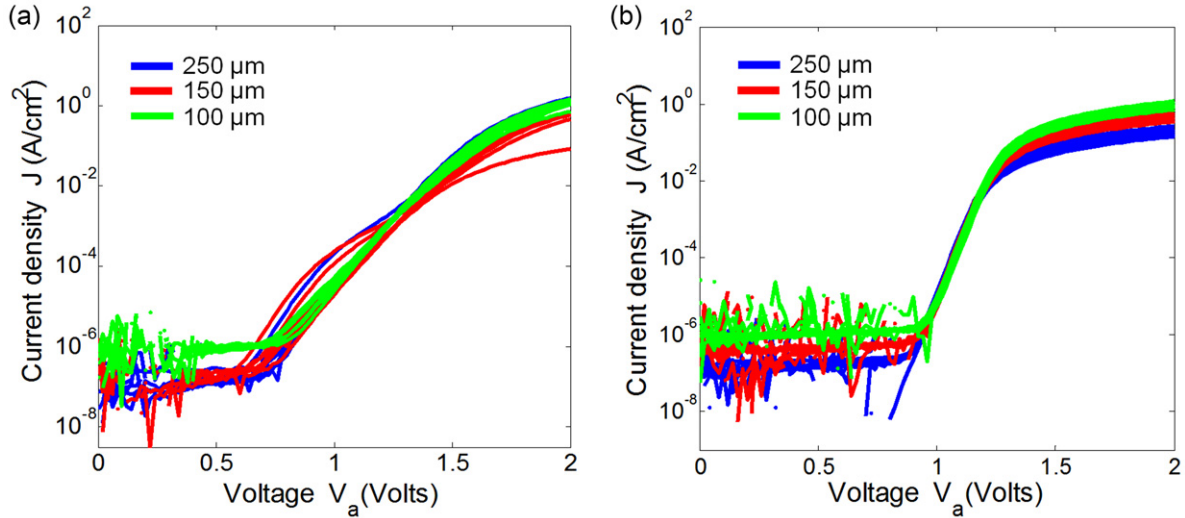 (a)
10^2
10^0
10^-2
10^-4
10^-6
10^-8
Current density J (A/cm^2)
250 μm
150 μm
100 μm
0
0.5
1
1.5
2
Voltage V_a(Volts)
(b)
10^2
10^0
10^-2
10^-4
10^-6
10^-8
Current density J (A/cm^2)
250 μm
150 μm
100 μm
0
0.5
1
1.5
2
Voltage V_a(Volts)